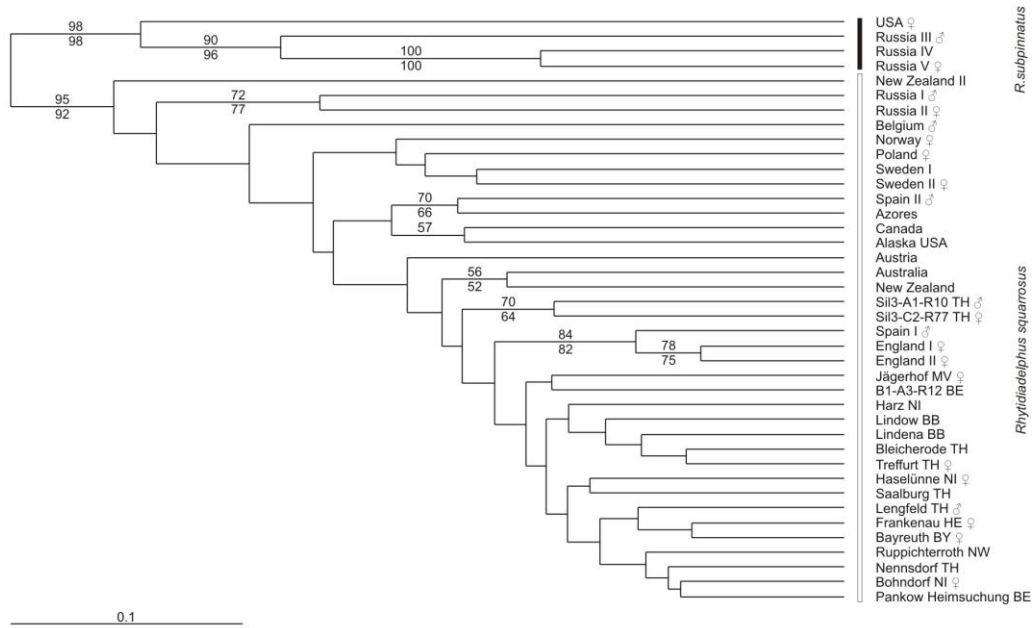 98
98
90
96
100
100
95
92
72
77
70
66
57
56
52
70
64
84
82
78
75
USA ♀
Russia III ♂
Russia IV
Russia V ♀
New Zealand II
Russia I ♂
Russia II ♀
Belgium ♂
Norway ♀
Poland ♀
Sweden I
Sweden II ♀
Spain II ♂
Azores
Canada
Alaska USA
Austria
Australia
New Zealand
Sil3-A1-R10 TH ♂
Sil3-C2-R77 TH ♀
Spain I ♂
England I ♀
England II ♀
Jägerhof MV ♀
B1-A3-R12 BE
Harz NI
Lindow BB
Lindena BB
Bleicherode TH
Treffurt TH ♀
Haselünne NI ♀
Saalburg TH
Lengfeld TH ♂
Frankenau HE ♀
Bayreuth BY ♀
Ruppichterroth NW
Nennsdorf TH
Bohndorf NI ♀
Pankow Heimsuchung BE
R.subpinnatus
Rhytidiadelphus squarrosus
0.1